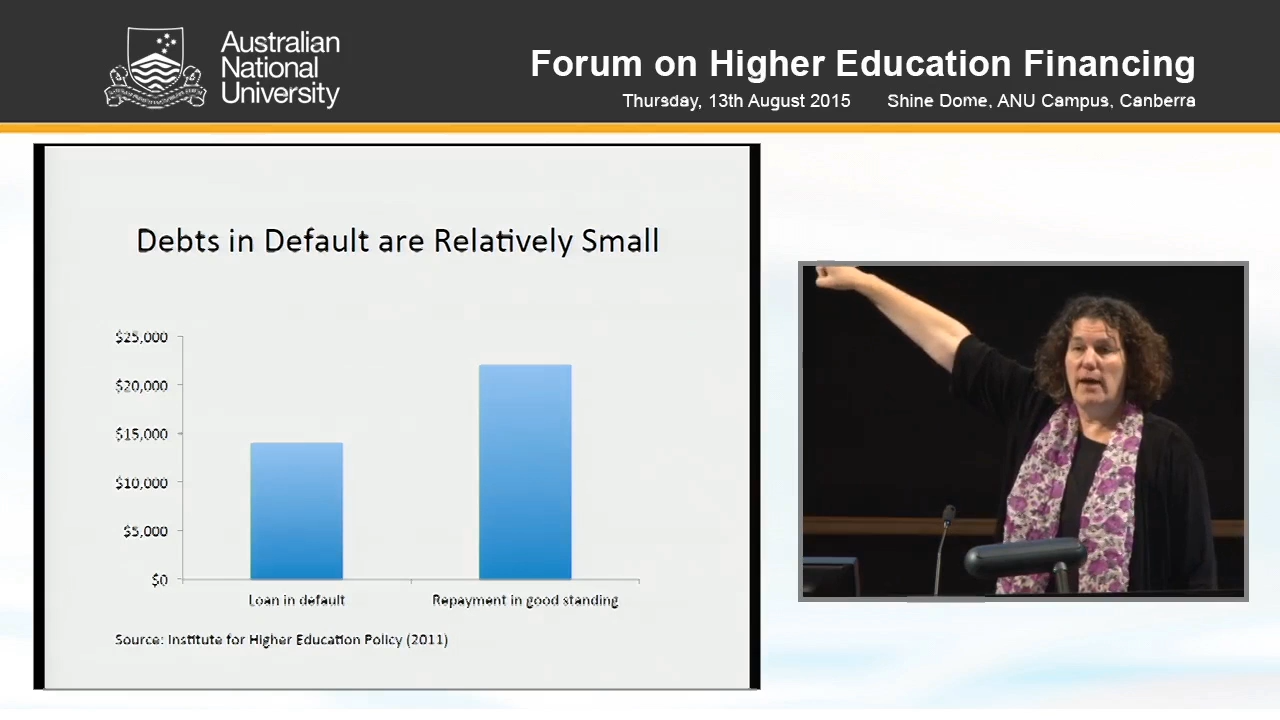 Australian
National
University
Forum on Higher Education Financing
Thursday, 13th August 2015 Shine Dome, ANU Campus, Canberra
Debts in Default are Relatively Small
$25,000
$20,000
$15,000
$10,000
$5,000
$0
Loan in default Repayment in good standing
Source: Institute for Higher Education Policy (2011)